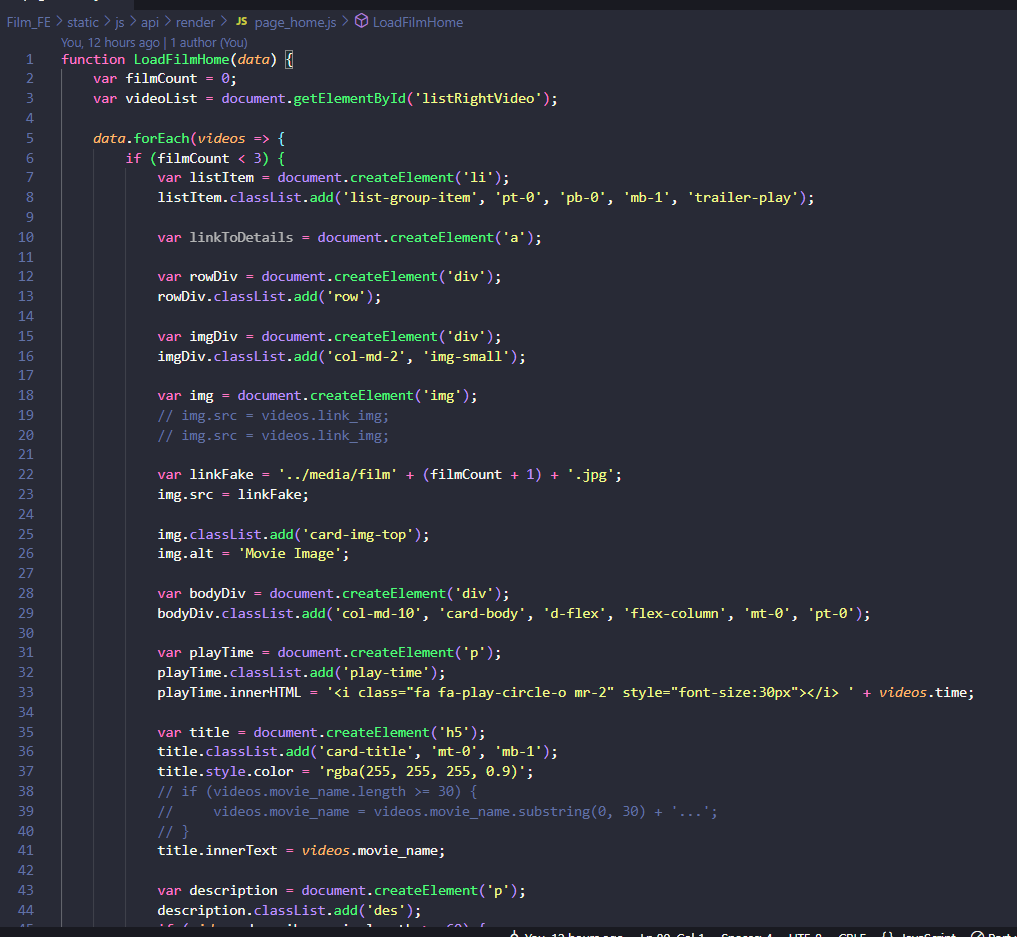 Film_FE > static > js > api > render > JS page_home.js > LoadFilmHome
You, 12 hours ago | 1 author (You)
1 function LoadFilmHome(data) {
2 var filmCount = 0;
3 var videoList = document.getElementById('listRightVideo');
4
5 data.forEach(videos => {
6 if (filmCount < 3) {
7 var listItem = document.createElement('li');
8 listItem.classList.add('list-group-item', 'pt-0', 'pb-0', 'mb-1', 'trailer-play');
9
10 var linkToDetails = document.createElement('a');
11
12 var rowDiv = document.createElement('div');
13 rowDiv.classList.add('row');
14
15 var imgDiv = document.createElement('div');
16 imgDiv.classList.add('col-md-2', 'img-small');
17
18 var img = document.createElement('img');
19 // img.src = videos.link_img;
20 // img.src = videos.link_img;
21
22 var linkFake = '../media/film' + (filmCount + 1) + '.jpg';
23 img.src = linkFake;
24
25 img.classList.add('card-img-top');
26 img.alt = 'Movie Image';
27
28 var bodyDiv = document.createElement('div');
29 bodyDiv.classList.add('col-md-10', 'card-body', 'd-flex', 'flex-column', 'mt-0', 'pt-0');
30
31 var playTime = document.createElement('p');
32 playTime.classList.add('play-time');
33 playTime.innerHTML = '<i class="fa fa-play-circle-o mr-2" style="font-size:30px"></i> ' + videos.time;
34
35 var title = document.createElement('h5');
36 title.classList.add('card-title', 'mt-0', 'mb-1');
37 title.style.color = 'rgba(255, 255, 255, 0.9)';
38 // if (videos.movie_name.length >= 30) {
39 // videos.movie_name = videos.movie_name.substring(0, 30) + '...';
40 // }
41 title.innerText = videos.movie_name;
42
43 var description = document.createElement('p');
44 description.classList.add('des');